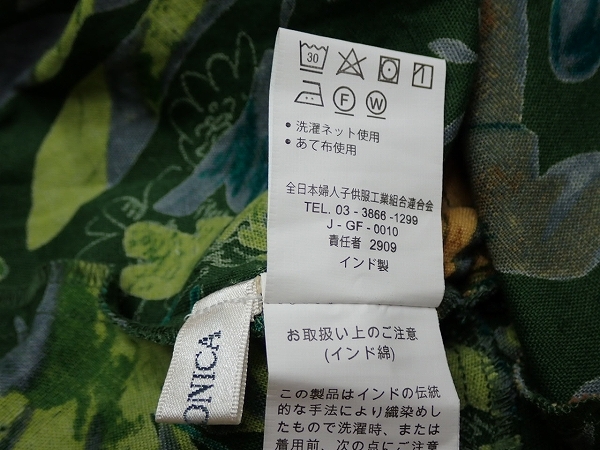 30
F
W
• 洗濯ネット使用
• あて布使用
全日本婦人子供服工業組合連合会
TEL. 03 - 3866 - 1299
J - GF - 0010
責任者 2909
インド製
お取扱い上のご注意
(インド綿)
この製品はインドの伝統
的な手法により織染めし
たもので洗濯時、または
着用前、次の点にご注意
ONICA